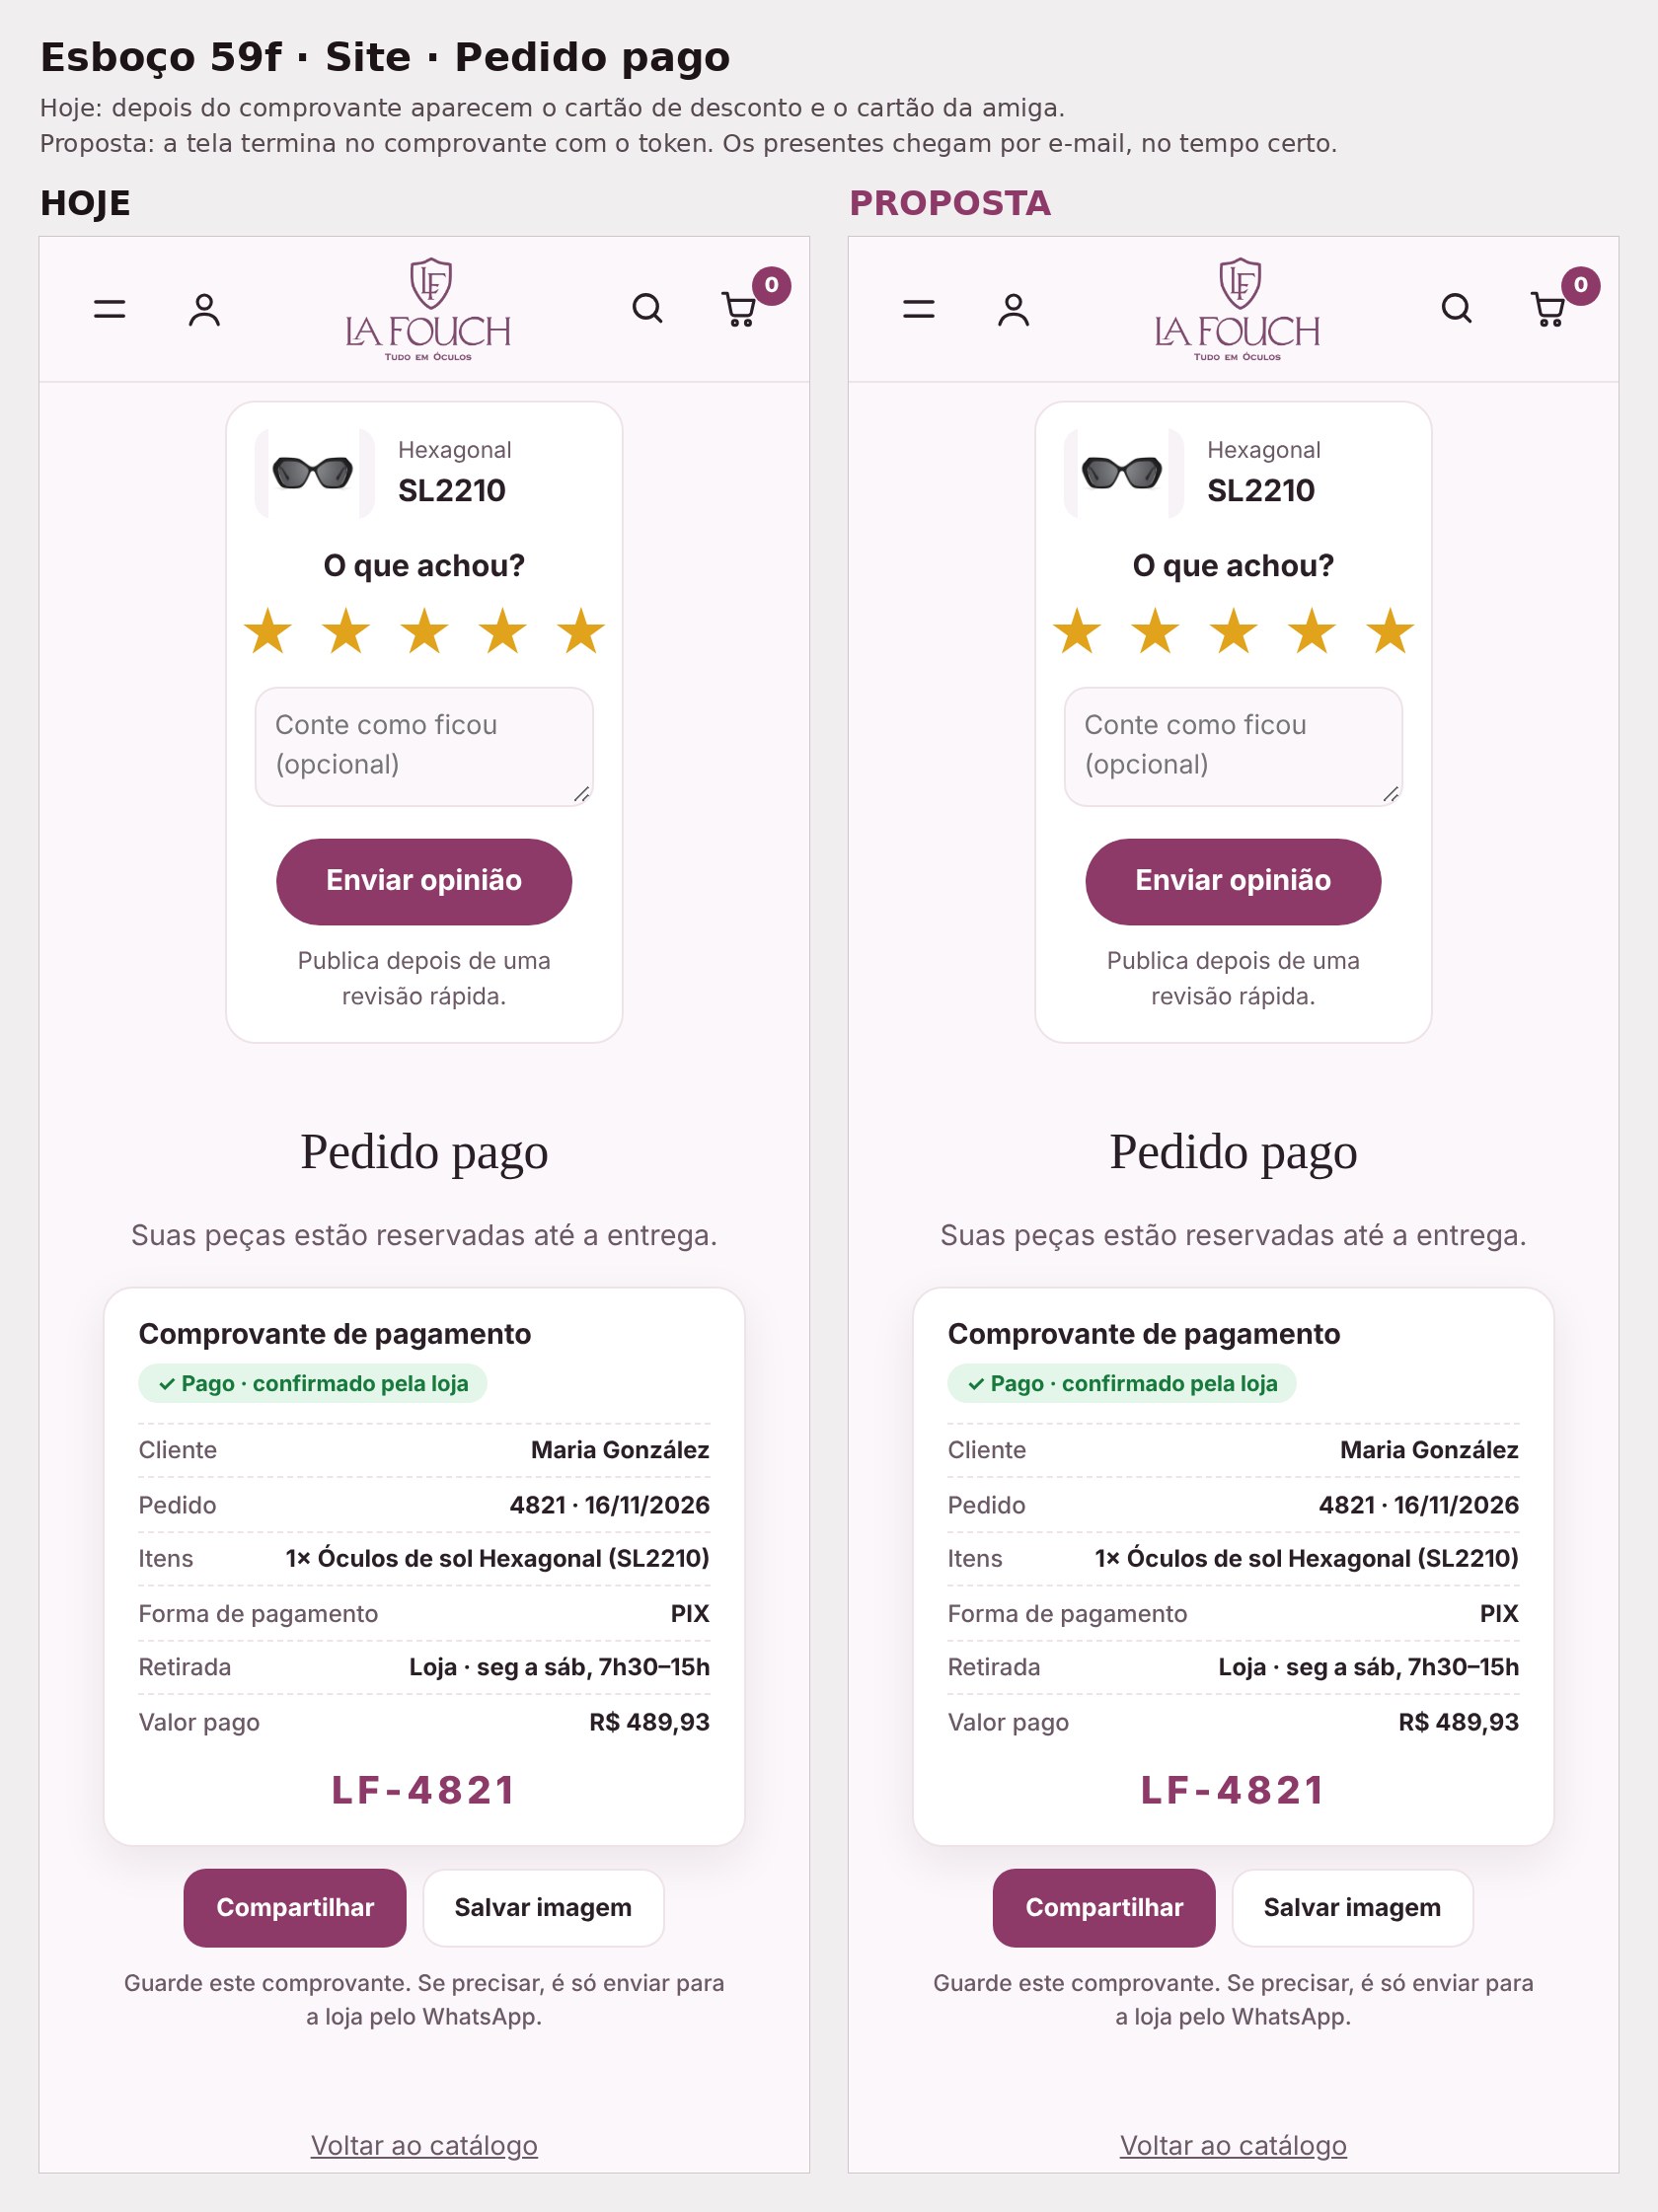 Esboço 59f · Site · Pedido pago
Hoje: depois do comprovante aparecem o cartão de desconto e o cartão da amiga.
Proposta: a tela termina no comprovante com o token. Os presentes chegam por e-mail, no tempo certo.
HOJE
LF
LA FOUCH
TUDO EM ÓCULOS
0
Hexagonal
SL2210
O que achou?
Conte como ficou
(opcional)
Enviar opinião
Publica depois de uma
revisão rápida.
Pedido pago
Suas peças estão reservadas até a entrega.
Comprovante de pagamento
✓ Pago · confirmado pela loja
Cliente Maria González
Pedido 4821 · 16/11/2026
Itens 1× Óculos de sol Hexagonal (SL2210)
Forma de pagamento PIX
Retirada Loja · seg a sáb, 7h30–15h
Valor pago R$ 489,93
LF-4821
Compartilhar Salvar imagem
Guarde este comprovante. Se precisar, é só enviar para
a loja pelo WhatsApp.
Voltar ao catálogo
PROPOSTA
LF
LA FOUCH
TUDO EM ÓCULOS
0
Hexagonal
SL2210
O que achou?
Conte como ficou
(opcional)
Enviar opinião
Publica depois de uma
revisão rápida.
Pedido pago
Suas peças estão reservadas até a entrega.
Comprovante de pagamento
✓ Pago · confirmado pela loja
Cliente Maria González
Pedido 4821 · 16/11/2026
Itens 1× Óculos de sol Hexagonal (SL2210)
Forma de pagamento PIX
Retirada Loja · seg a sáb, 7h30–15h
Valor pago R$ 489,93
LF-4821
Compartilhar Salvar imagem
Guarde este comprovante. Se precisar, é só enviar para
a loja pelo WhatsApp.
Voltar ao catálogo